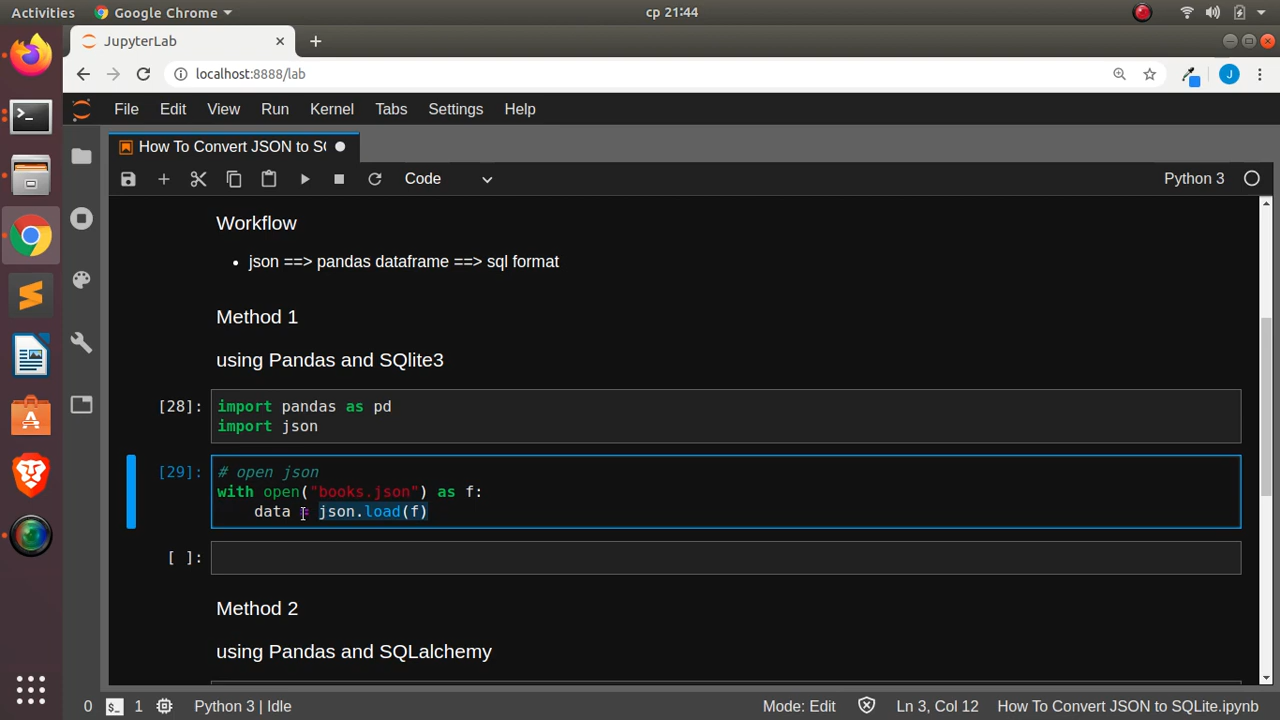 Activities
Google Chrome
ср 21:44
JupyterLab
localhost:8888/lab
J
File Edit View Run Kernel Tabs Settings Help
How To Convert JSON to S
Code
Python 3
Workflow
• json ==> pandas dataframe ==> sql format
Method 1
using Pandas and SQlite3
[28]: import pandas as pd
import json
[29]: # open json
with open("books.json") as f:
data = json.load(f)
[ ]:
Method 2
using Pandas and SQLalchemy
0 $_ 1 Python 3 | Idle Mode: Edit Ln 3, Col 12 How To Convert JSON to SQLite.ipynb